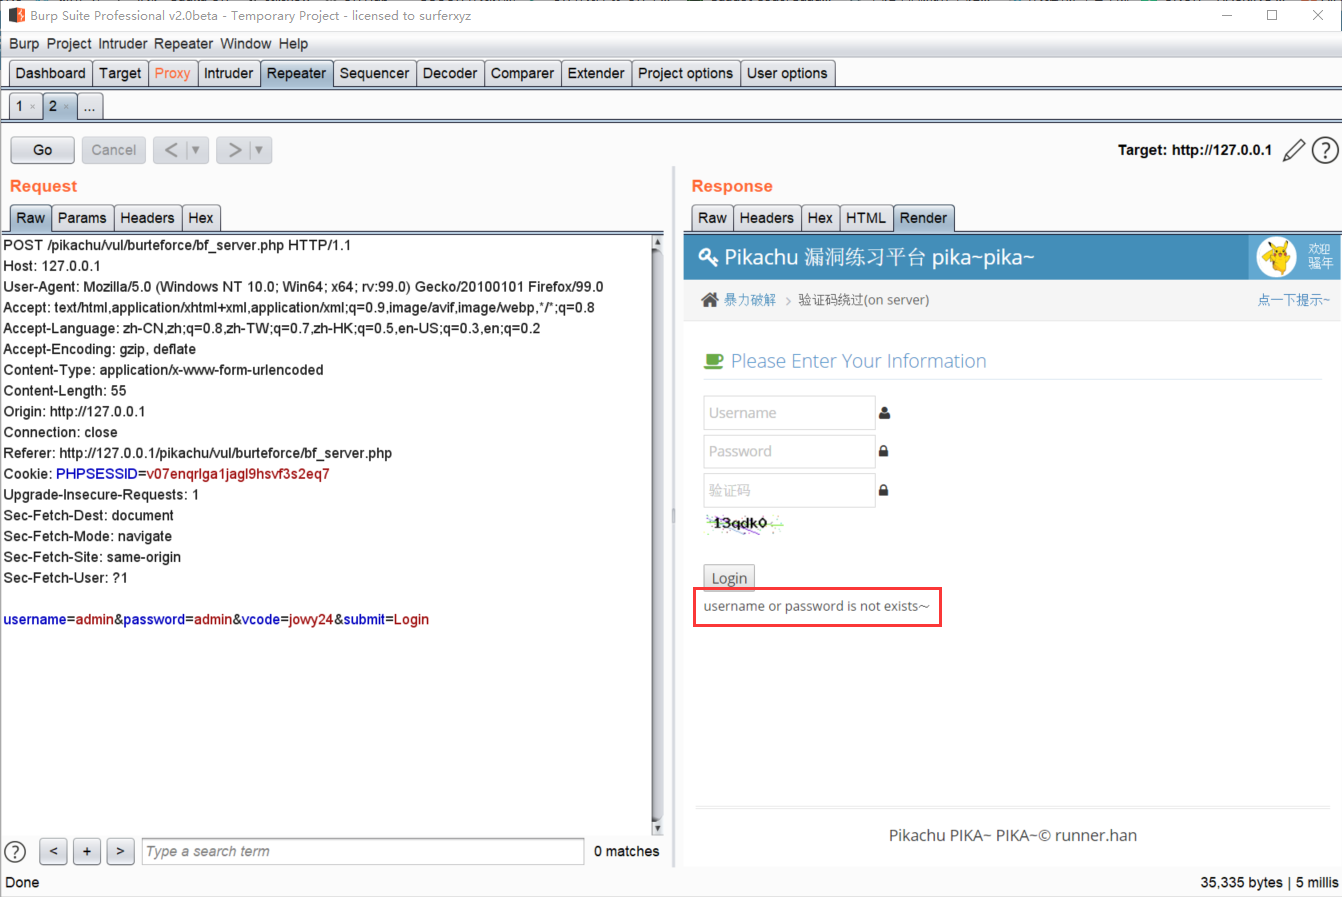 Burp Suite Professional v2.0beta - Temporary Project - licensed to surferxyz
Burp Project Intruder Repeater Window Help
Dashboard Target Proxy Intruder Repeater Sequencer Decoder Comparer Extender Project options User options
1 × 2 × ...
Go Cancel < > Target: http://127.0.0.1 ?
Request
Raw Params Headers Hex
POST /pikachu/vul/burteforce/bf_server.php HTTP/1.1
Host: 127.0.0.1
User-Agent: Mozilla/5.0 (Windows NT 10.0; Win64; x64; rv:99.0) Gecko/20100101 Firefox/99.0
Accept: text/html,application/xhtml+xml,application/xml;q=0.9,image/avif,image/webp,*/*;q=0.8
Accept-Language: zh-CN,zh;q=0.8,zh-TW;q=0.7,zh-HK;q=0.5,en-US;q=0.3,en;q=0.2
Accept-Encoding: gzip, deflate
Content-Type: application/x-www-form-urlencoded
Content-Length: 55
Origin: http://127.0.0.1
Connection: close
Referer: http://127.0.0.1/pikachu/vul/burteforce/bf_server.php
Cookie: PHPSESSID=v07enqrlga1jagl9hsvf3s2eq7
Upgrade-Insecure-Requests: 1
Sec-Fetch-Dest: document
Sec-Fetch-Mode: navigate
Sec-Fetch-Site: same-origin
Sec-Fetch-User: ?1
username=admin&password=admin&vcode=jowy24&submit=Login
? < + > Type a search term 0 matches
Response
Raw Headers Hex HTML Render
Pikachu 漏洞练习平台 pika~pika~
欢迎
骚年
暴力破解 > 验证码绕过(on server) 点一下提示~
Please Enter Your Information
Username
Password
验证码
13qdk0
Login
username or password is not exists～
Pikachu PIKA~ PIKA~© runner.han
Done 35,335 bytes | 5 millis